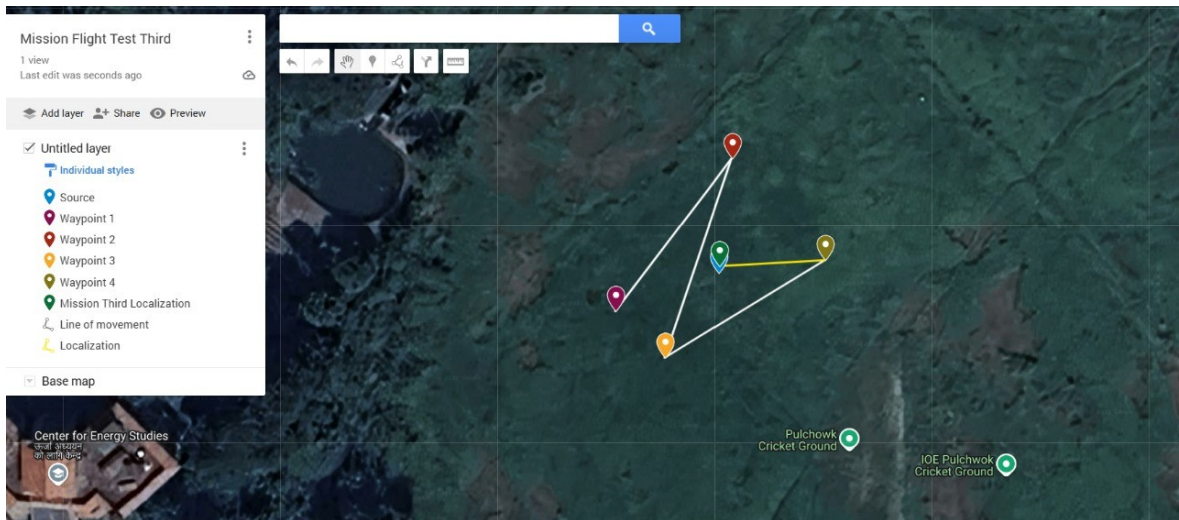 Mission Flight Test Third
1 view
Last edit was seconds ago
Add layer Share Preview
Untitled layer
Individual styles
Source
Waypoint 1
Waypoint 2
Waypoint 3
Waypoint 4
Mission Third Localization
Line of movement
Localization
Base map
Center for Energy Studies
ऊर्जा अध्ययन
को लागि केन्द्र
Pulchowk
Cricket Ground
IOE Pulchwok
Cricket Ground